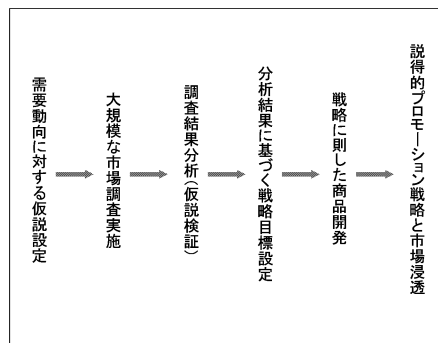 需要動向に対する仮説設定
大規模な市場調査実施
調査結果分析（仮説検証）
分析結果に基づく戦略目標設定
戦略に則した商品開発
説得的プロモーション戦略と市場浸透